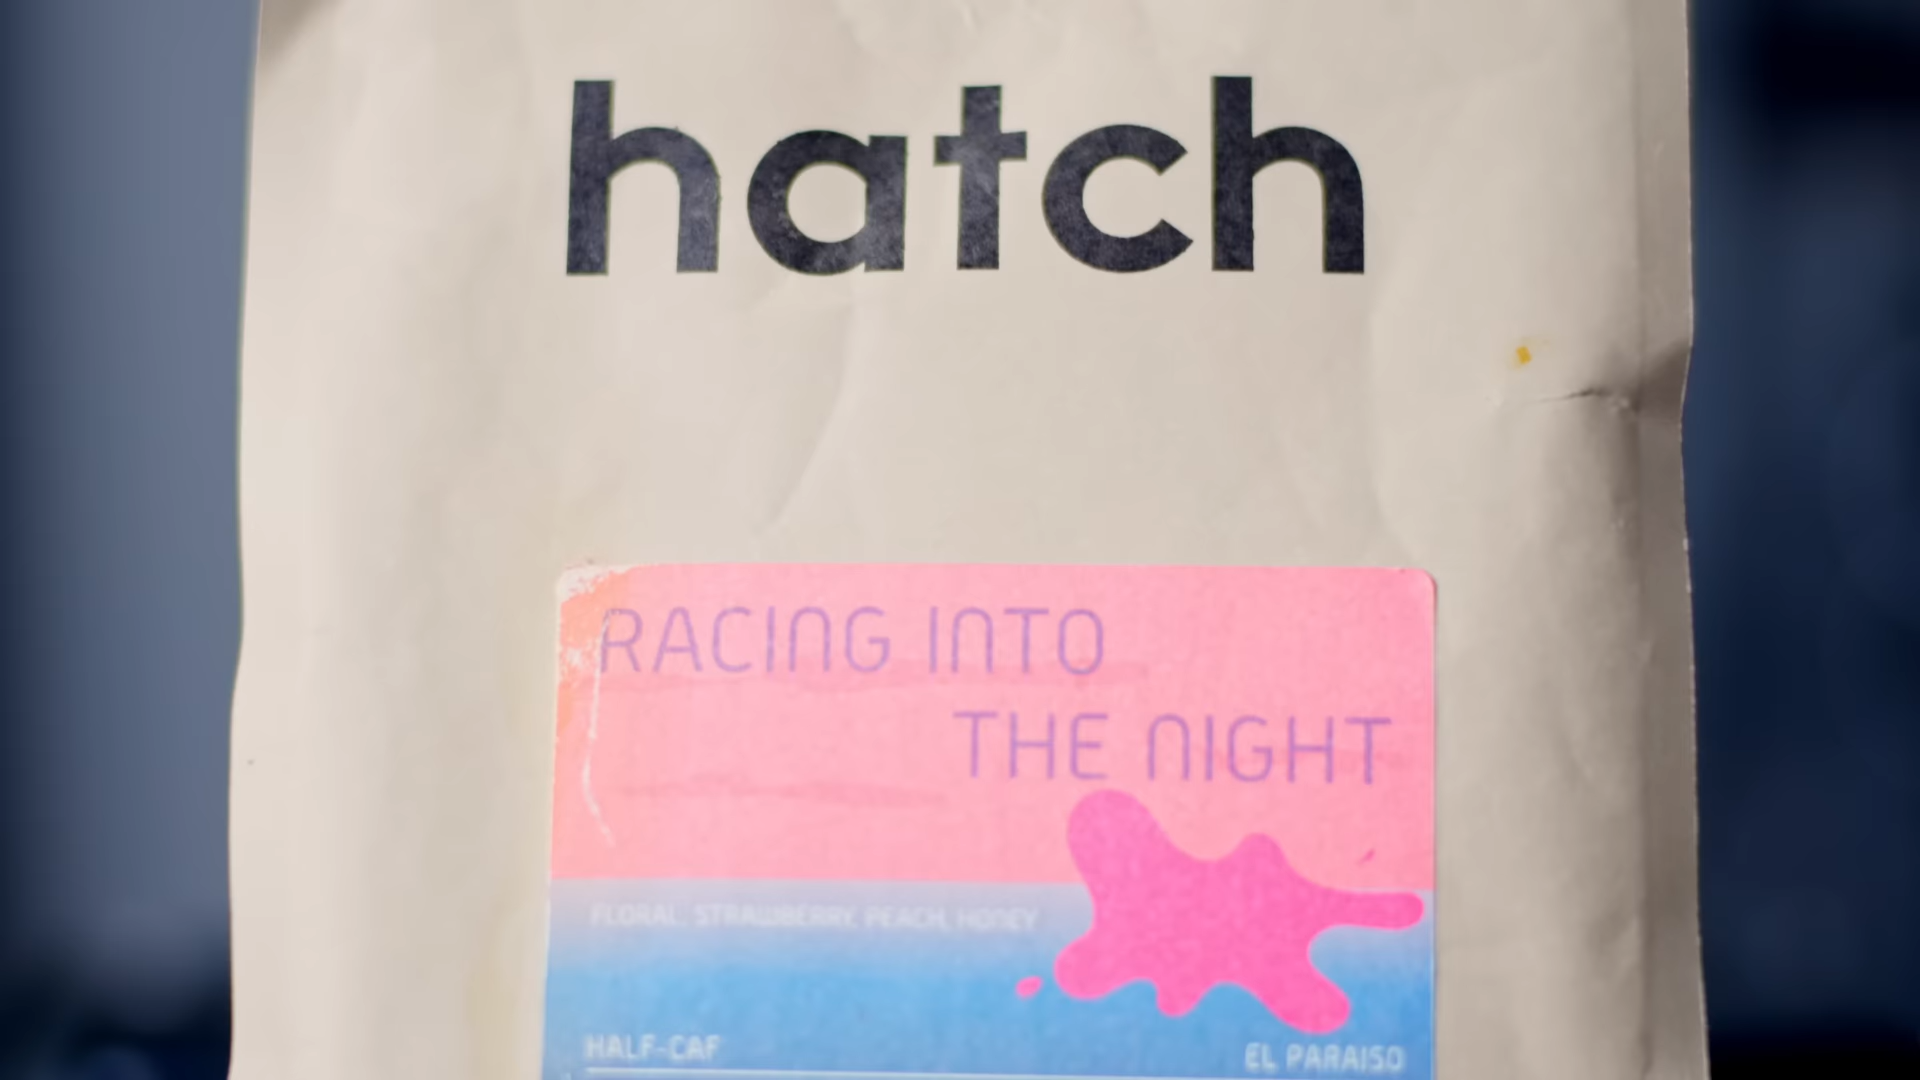 hatch
RACING INTO
THE NIGHT
FLORAL, STRAWBERRY, PEACH, HONEY
HALF-CAF
EL PARAISO